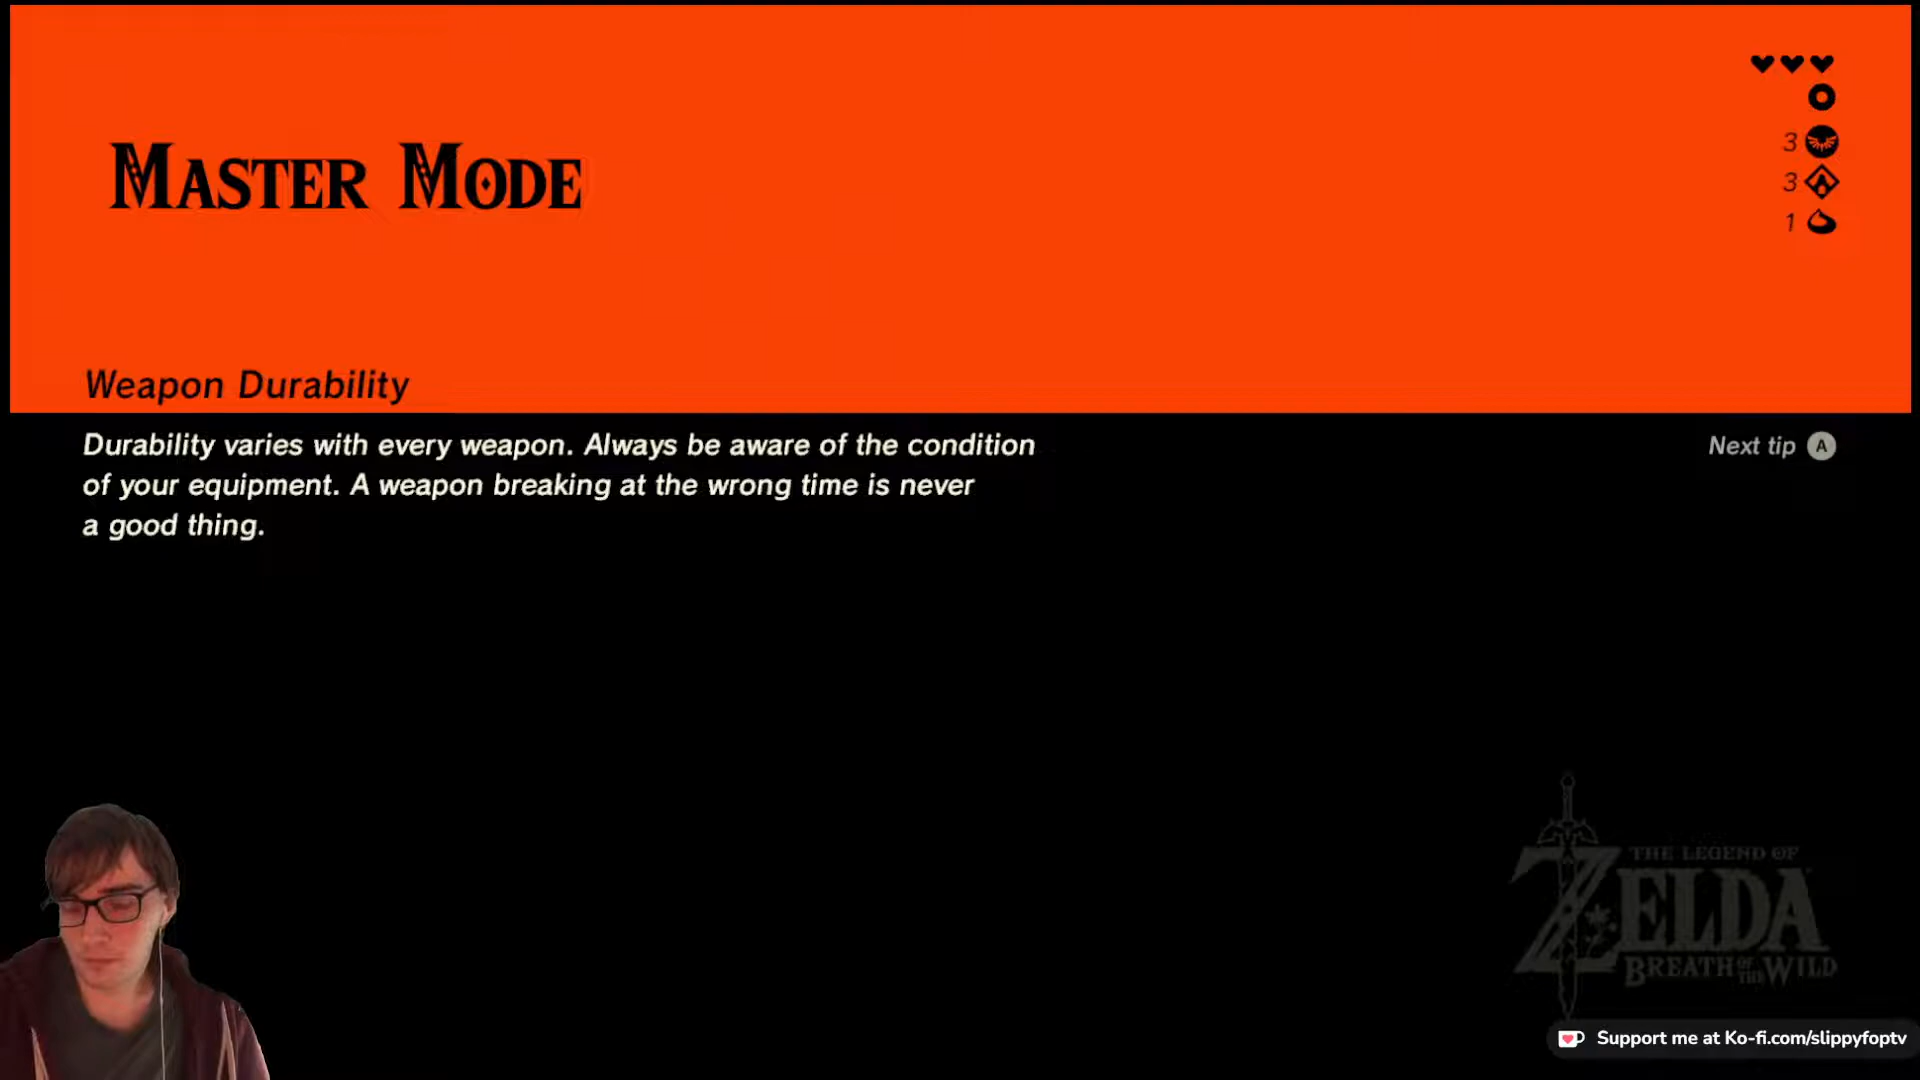 MASTER MODE
3
3
1
Weapon Durability
Durability varies with every weapon. Always be aware of the condition
of your equipment. A weapon breaking at the wrong time is never
a good thing.
Next tip A
THE LEGEND OF
ZELDA
BREATH OF THE WILD
Support me at Ko-fi.com/slippyfoptv